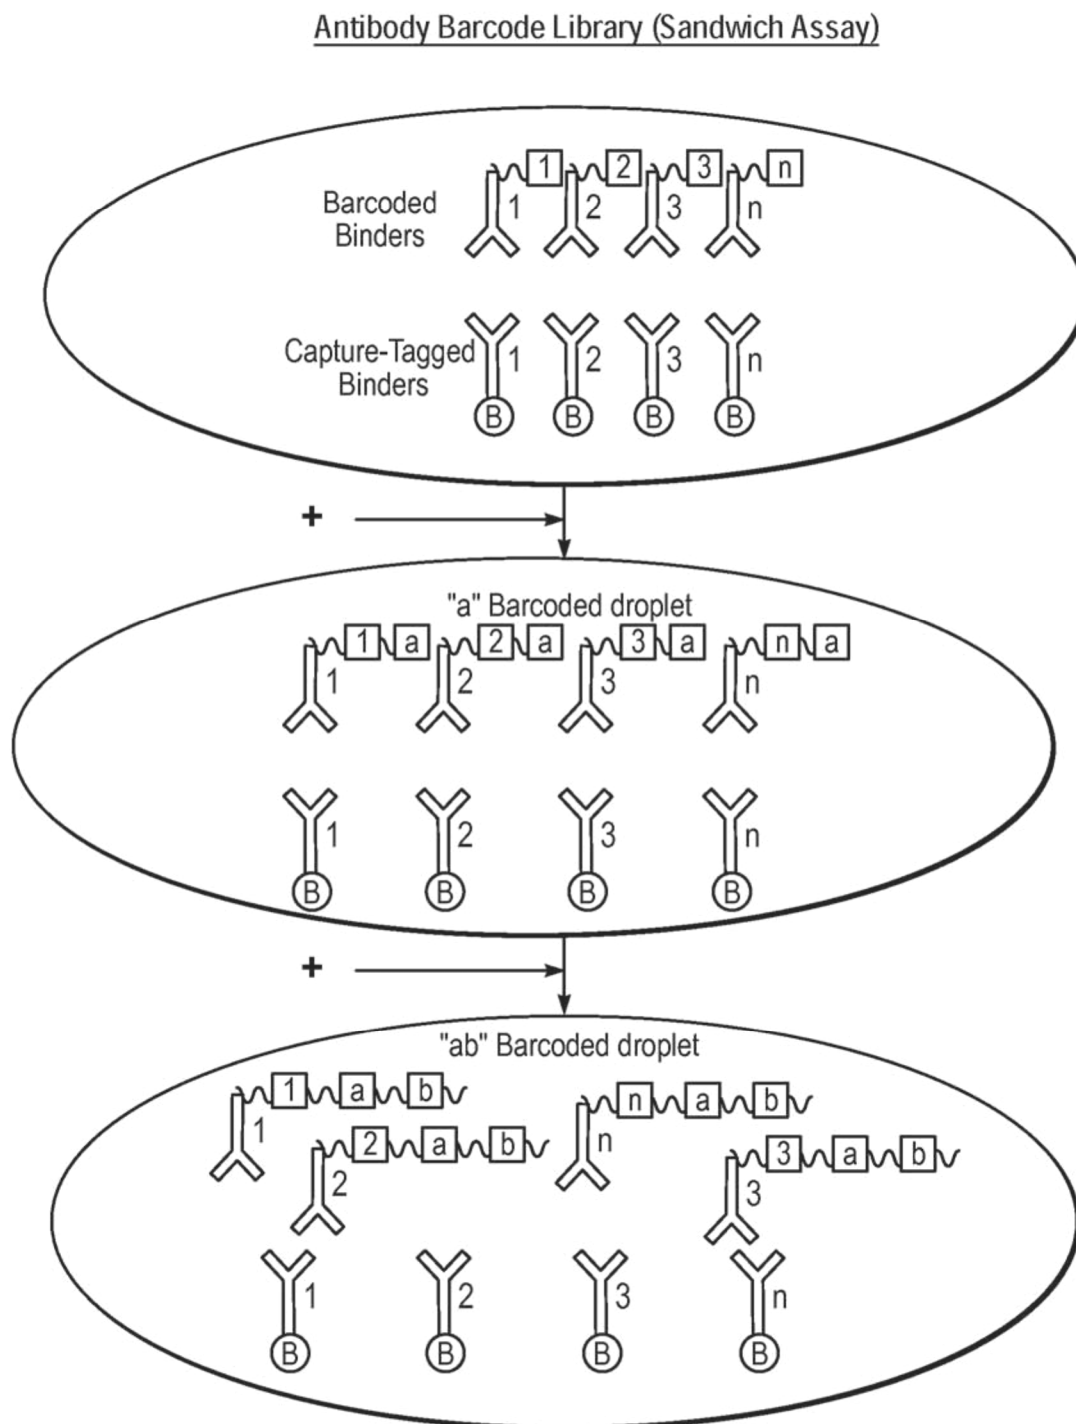 Antibody Barcode Library (Sandwich Assay)
1 2 3 n
Barcoded
Binders
1 2 3 n
Capture-Tagged
Binders
1 2 3 n
B B B B
+
"a" Barcoded droplet
1 a 2 a 3 a n a
1 2 3 n
1 2 3 n
B B B B
+
"ab" Barcoded droplet
1 a b
n a b
1
2 a b
n
3 a b
2
3
1 2 3 n
B B B B